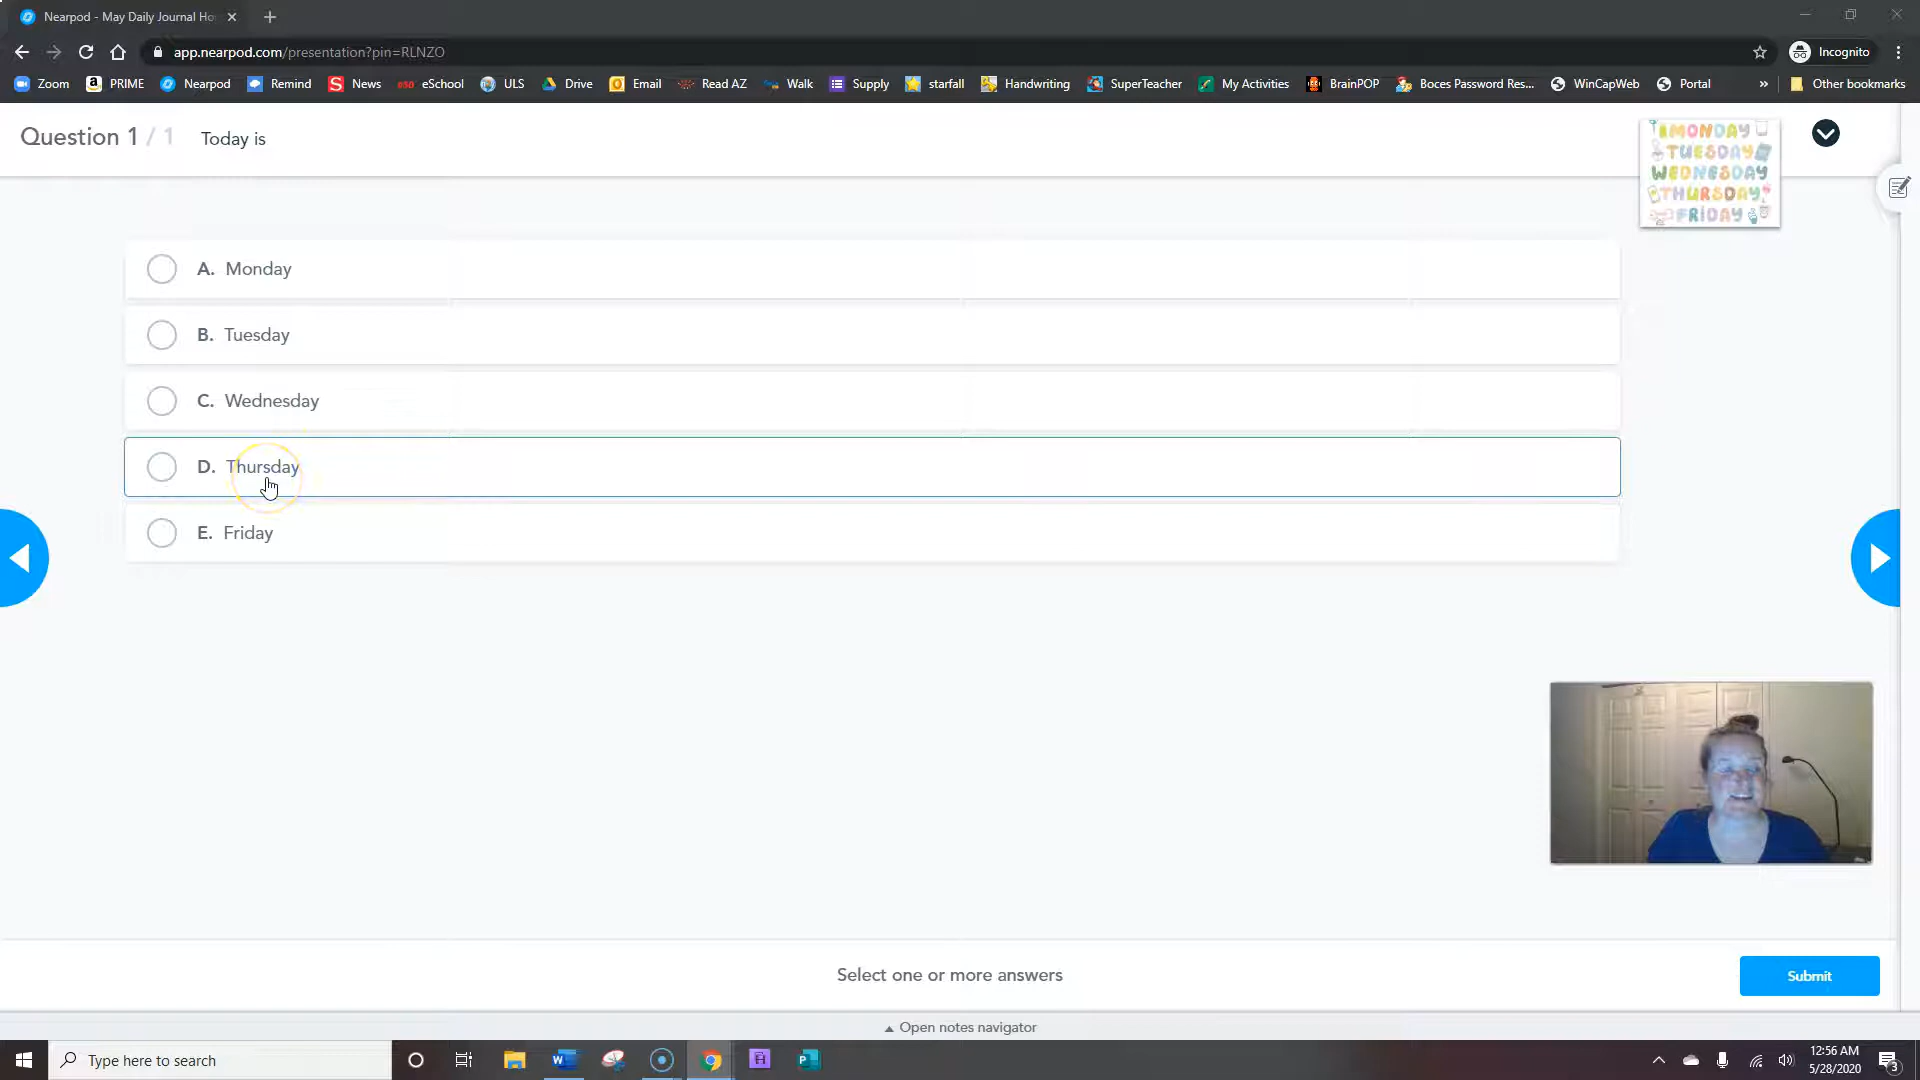 Nearpod - May Daily Journal Ho
app.nearpod.com/presentation?pin=RLNZO
Incognito
Zoom PRIME Nearpod Remind News eSchool ULS Drive Email Read AZ Walk Supply starfall Handwriting SuperTeacher My Activities BrainPOP Boces Password Res... WinCapWeb Portal » Other bookmarks
Question 1 / 1 Today is
MONDAY
TUESDAY
WEDNESDAY
THURSDAY
FRIDAY
A. Monday
B. Tuesday
C. Wednesday
D. Thursday
E. Friday
Select one or more answers
Submit
Open notes navigator
Type here to search
12:56 AM
5/28/2020
3